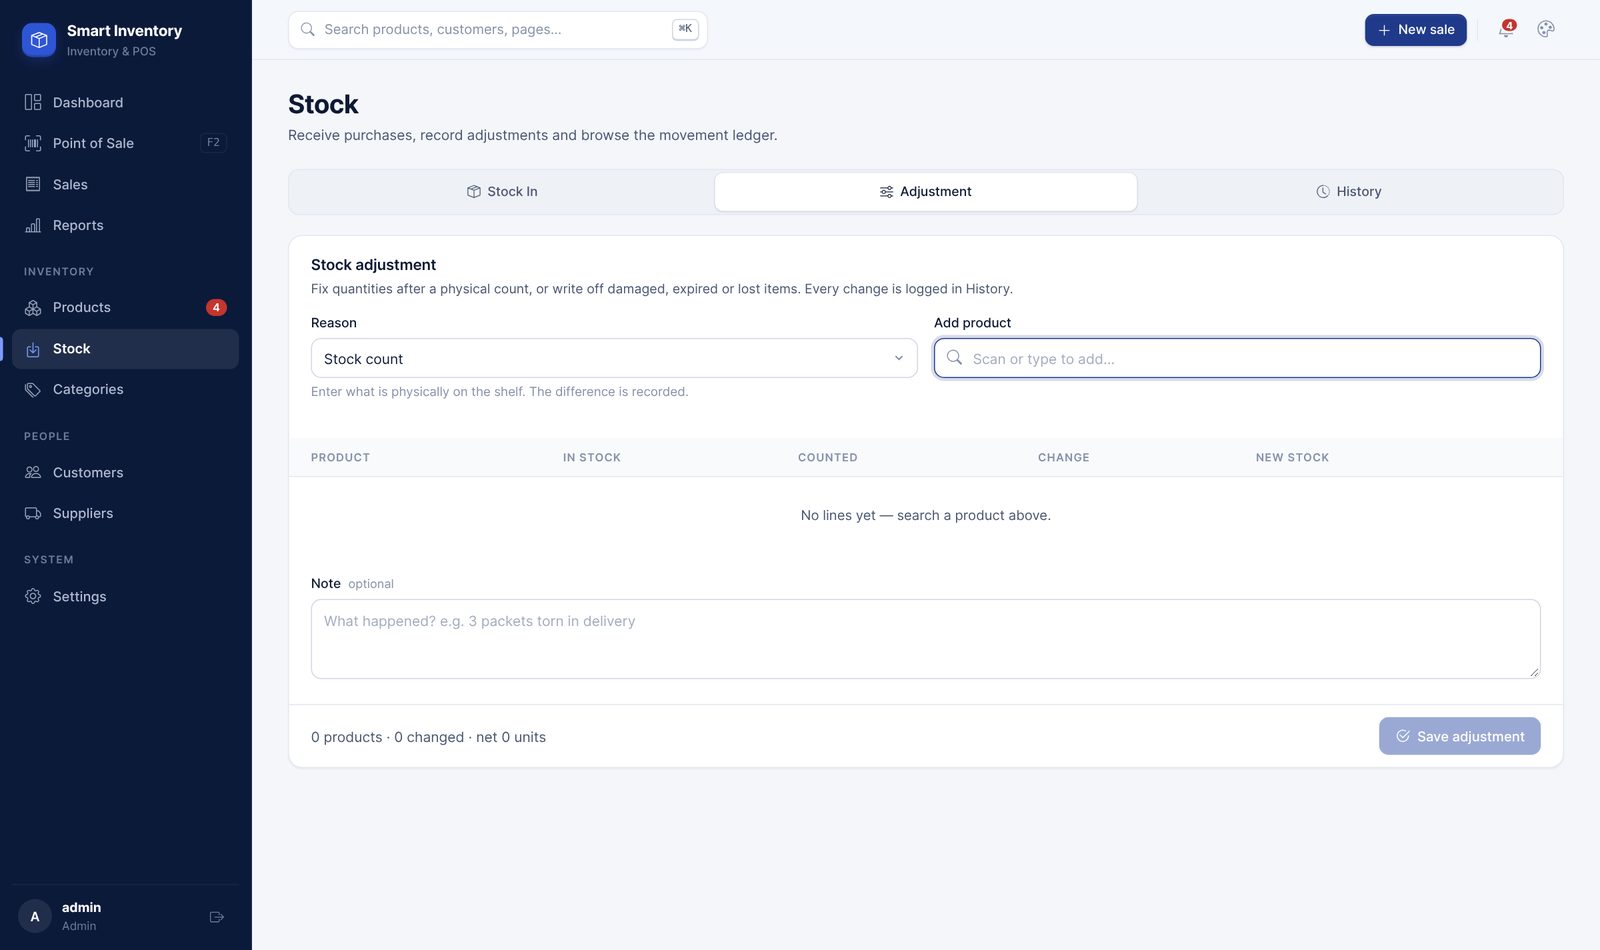 Smart Inventory
Inventory & POS
Search products, customers, pages...
⌘K
New sale
4
Dashboard
Point of Sale
F2
Sales
Reports
INVENTORY
Products
4
Stock
Categories
PEOPLE
Customers
Suppliers
SYSTEM
Settings
A
admin
Admin
Stock
Receive purchases, record adjustments and browse the movement ledger.
Stock In
Adjustment
History
Stock adjustment
Fix quantities after a physical count, or write off damaged, expired or lost items. Every change is logged in History.
Reason
Add product
Stock count
Scan or type to add...
Enter what is physically on the shelf. The difference is recorded.
PRODUCT IN STOCK COUNTED CHANGE NEW STOCK
No lines yet — search a product above.
Note optional
What happened? e.g. 3 packets torn in delivery
0 products · 0 changed · net 0 units
Save adjustment